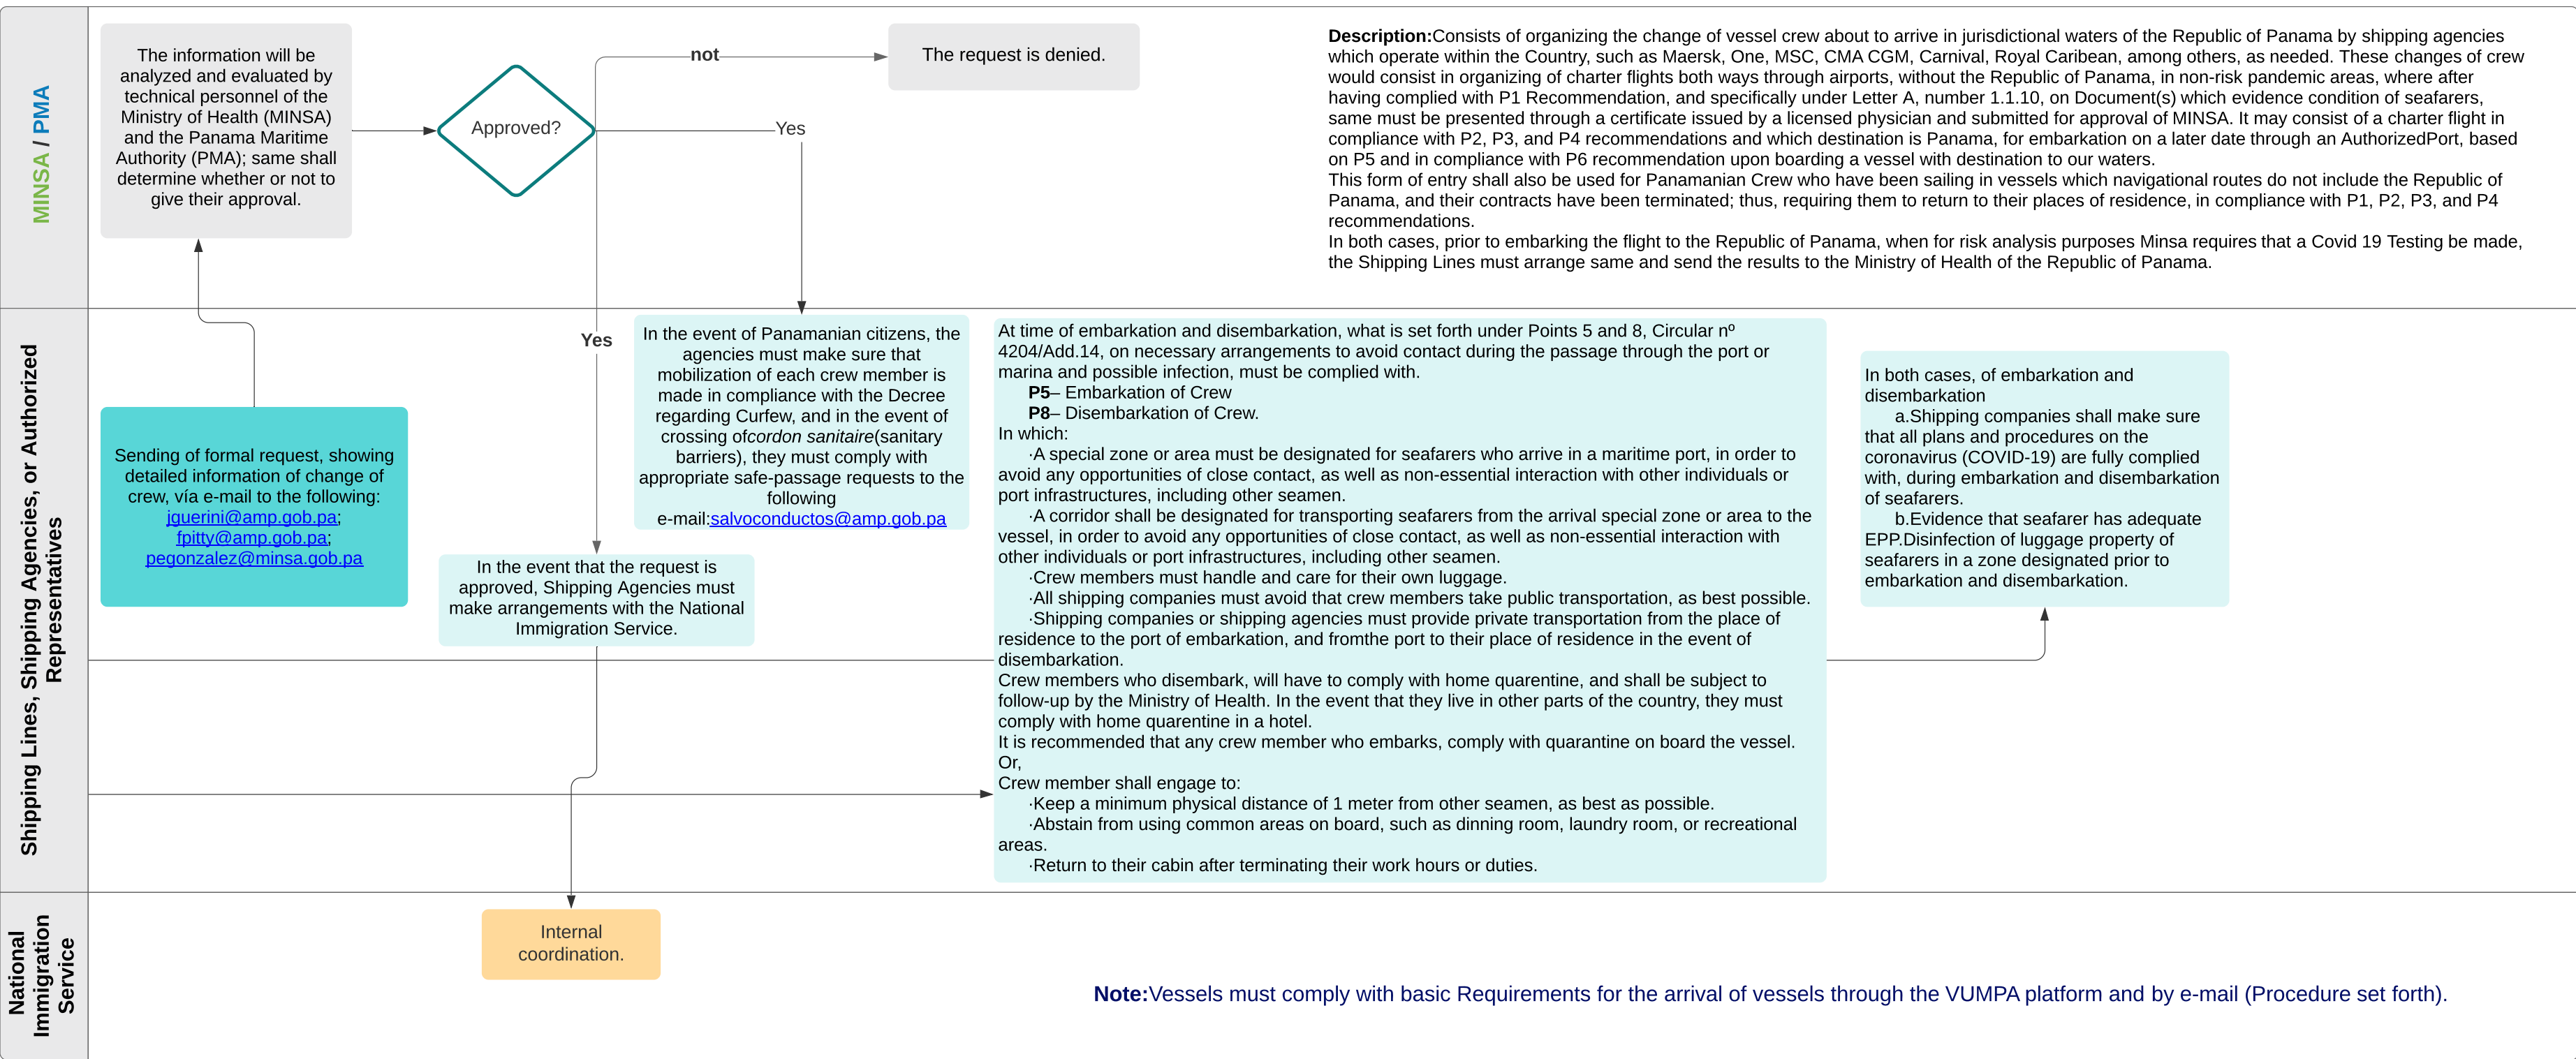 MINSA / PMA
The information will be
analyzed and evaluated by
technical personnel of the
Ministry of Health (MINSA)
and the Panama Maritime
Authority (PMA); same shall
determine whether or not to
give their approval.
Approved?
not
Yes
The request is denied.
Description:Consists of organizing the change of vessel crew about to arrive in jurisdictional waters of the Republic of Panama by shipping agencies
which operate within the Country, such as Maersk, One, MSC, CMA CGM, Carnival, Royal Caribean, among others, as needed. These changes of crew
would consist in organizing of charter flights both ways through airports, without the Republic of Panama, in non-risk pandemic areas, where after
having complied with P1 Recommendation, and specifically under Letter A, number 1.1.10, on Document(s) which evidence condition of seafarers,
same must be presented through a certificate issued by a licensed physician and submitted for approval of MINSA. It may consist of a charter flight in
compliance with P2, P3, and P4 recommendations and which destination is Panama, for embarkation on a later date through an AuthorizedPort, based
on P5 and in compliance with P6 recommendation upon boarding a vessel with destination to our waters.
This form of entry shall also be used for Panamanian Crew who have been sailing in vessels which navigational routes do not include the Republic of
Panama, and their contracts have been terminated; thus, requiring them to return to their places of residence, in compliance with P1, P2, P3, and P4
recommendations.
In both cases, prior to embarking the flight to the Republic of Panama, when for risk analysis purposes Minsa requires that a Covid 19 Testing be made,
the Shipping Lines must arrange same and send the results to the Ministry of Health of the Republic of Panama.
Shipping Lines, Shipping Agencies, or Authorized
Representatives
Sending of formal request, showing
detailed information of change of
crew, vía e-mail to the following:
jguerini@amp.gob.pa;
fpitty@amp.gob.pa;
pegonzalez@minsa.gob.pa
Yes
In the event that the request is
approved, Shipping Agencies must
make arrangements with the National
Immigration Service.
In the event of Panamanian citizens, the
agencies must make sure that
mobilization of each crew member is
made in compliance with the Decree
regarding Curfew, and in the event of
crossing ofcordon sanitaire(sanitary
barriers), they must comply with
appropriate safe-passage requests to the
following
e-mail:salvoconductos@amp.gob.pa
At time of embarkation and disembarkation, what is set forth under Points 5 and 8, Circular nº
4204/Add.14, on necessary arrangements to avoid contact during the passage through the port or
marina and possible infection, must be complied with.
P5– Embarkation of Crew
P8– Disembarkation of Crew.
In which:
·A special zone or area must be designated for seafarers who arrive in a maritime port, in order to
avoid any opportunities of close contact, as well as non-essential interaction with other individuals or
port infrastructures, including other seamen.
·A corridor shall be designated for transporting seafarers from the arrival special zone or area to the
vessel, in order to avoid any opportunities of close contact, as well as non-essential interaction with
other individuals or port infrastructures, including other seamen.
·Crew members must handle and care for their own luggage.
·All shipping companies must avoid that crew members take public transportation, as best possible.
·Shipping companies or shipping agencies must provide private transportation from the place of
residence to the port of embarkation, and fromthe port to their place of residence in the event of
disembarkation.
Crew members who disembark, will have to comply with home quarentine, and shall be subject to
follow-up by the Ministry of Health. In the event that they live in other parts of the country, they must
comply with home quarentine in a hotel.
It is recommended that any crew member who embarks, comply with quarantine on board the vessel.
Or,
Crew member shall engage to:
·Keep a minimum physical distance of 1 meter from other seamen, as best as possible.
·Abstain from using common areas on board, such as dinning room, laundry room, or recreational
areas.
·Return to their cabin after terminating their work hours or duties.
In both cases, of embarkation and
disembarkation
a.Shipping companies shall make sure
that all plans and procedures on the
coronavirus (COVID-19) are fully complied
with, during embarkation and disembarkation
of seafarers.
b.Evidence that seafarer has adequate
EPP.Disinfection of luggage property of
seafarers in a zone designated prior to
embarkation and disembarkation.
National
Immigration
Service
Internal
coordination.
Note:Vessels must comply with basic Requirements for the arrival of vessels through the VUMPA platform and by e-mail (Procedure set forth).